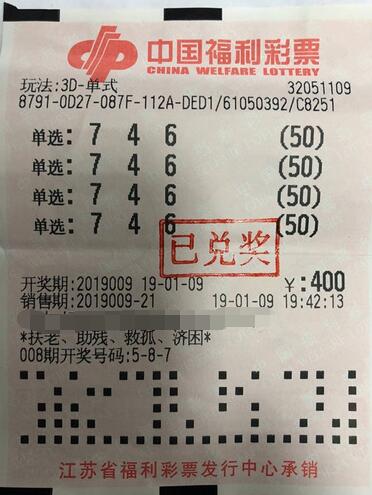 中国福利彩票
CHINA WELFARE LOTTERY
玩法:3D-单式 32051109
8791-0D27-087F-112A-DED1/61050392/C8251
单选: 7 4 6 (50)
单选: 7 4 6 (50)
单选: 7 4 6 (50)
单选: 7 4 6 (50)
已兑奖
开奖期:2019009 19-01-09 ¥:400
销售期:2019009-21 19-01-09 19:42:13
*扶老、助残、救孤、济困*
008期开奖号码:5-8-7
江苏省福利彩票发行中心承销